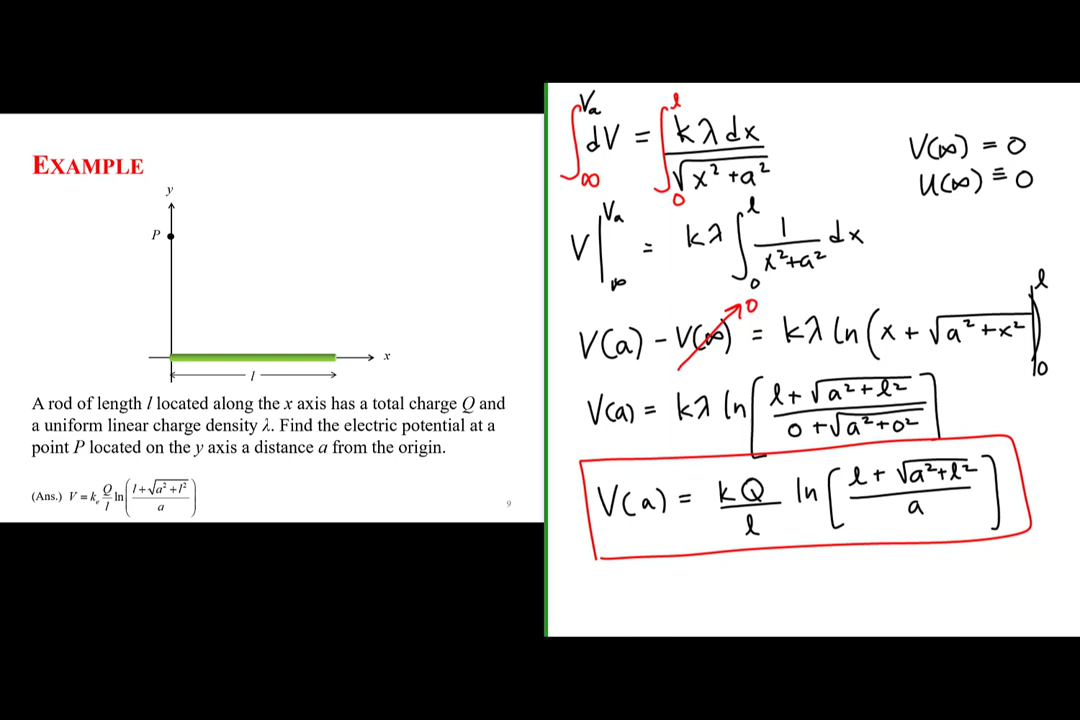 EXAMPLE
y
P
x
l
A rod of length l located along the x axis has a total charge Q and
a uniform linear charge density λ. Find the electric potential at a
point P located on the y axis a distance a from the origin.
(Ans.) V = kₑ Q/l ln((l+√(a²+l²))/a)
9
∫_∞^Va dV = ∫_0^l kλdx/√(x²+a²)
V(∞) = 0
U(∞) ≡ 0
V|_∞^Va = kλ ∫_0^l 1/(x²+a²) dx
V(a) - V(∞) → 0 = kλ ln(x + √(a²+x²))|_0^l
V(a) = kλ ln[(l+√(a²+l²))/(0+√(a²+0²))]
V(a) = kQ/l ln[(l+√(a²+l²))/a]